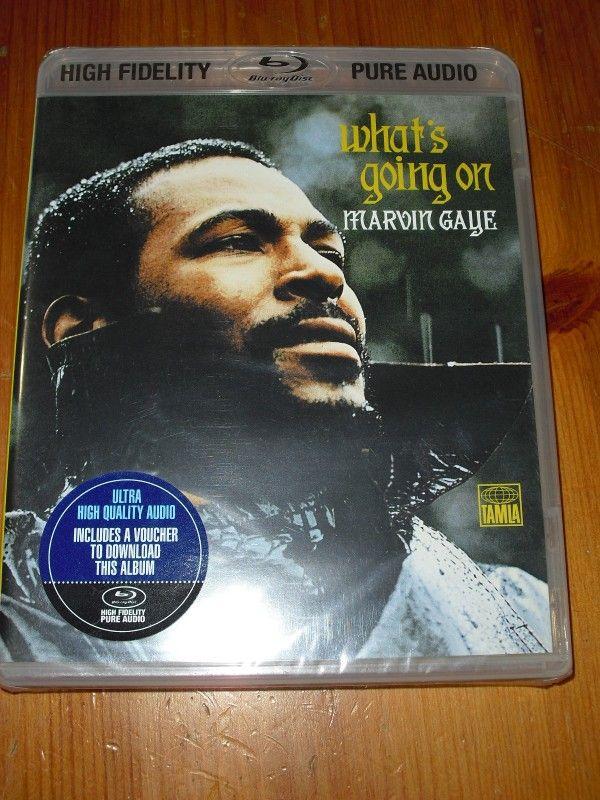 HIGH FIDELITY Blu-ray Disc PURE AUDIO
what's
going on
MARVIN GAYE
TAMLA
ULTRA
HIGH QUALITY AUDIO
INCLUDES A VOUCHER
TO DOWNLOAD
THIS ALBUM
Blu-ray Disc
HIGH FIDELITY
PURE AUDIO